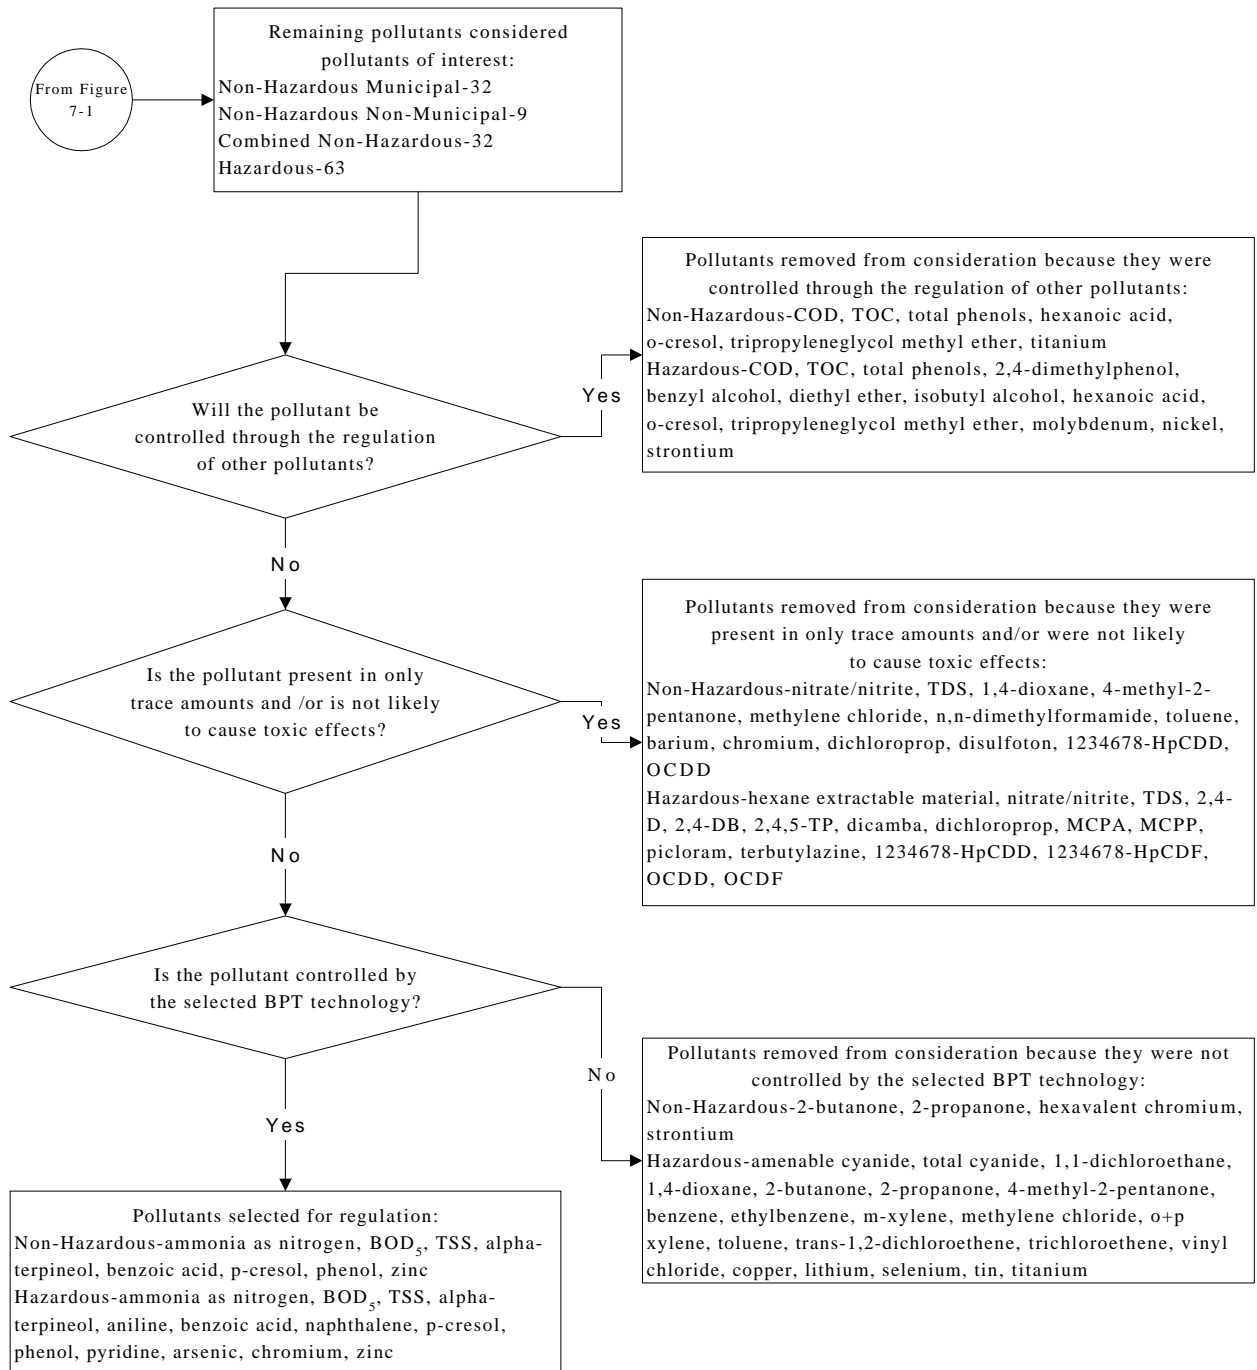 From Figure
7-1
Remaining pollutants considered
pollutants of interest:
Non-Hazardous Municipal-32
Non-Hazardous Non-Municipal-9
Combined Non-Hazardous-32
Hazardous-63
Will the pollutant be
controlled through the regulation
of other pollutants?
Yes
Pollutants removed from consideration because they were
controlled through the regulation of other pollutants:
Non-Hazardous-COD, TOC, total phenols, hexanoic acid,
o-cresol, tripropyleneglycol methyl ether, titanium
Hazardous-COD, TOC, total phenols, 2,4-dimethylphenol,
benzyl alcohol, diethyl ether, isobutyl alcohol, hexanoic acid,
o-cresol, tripropyleneglycol methyl ether, molybdenum, nickel,
strontium
No
Is the pollutant present in only
trace amounts and /or is not likely
to cause toxic effects?
Yes
Pollutants removed from consideration because they were
present in only trace amounts and/or were not likely
to cause toxic effects:
Non-Hazardous-nitrate/nitrite, TDS, 1,4-dioxane, 4-methyl-2-
pentanone, methylene chloride, n,n-dimethylformamide, toluene,
barium, chromium, dichloroprop, disulfoton, 1234678-HpCDD,
OCDD
Hazardous-hexane extractable material, nitrate/nitrite, TDS, 2,4-
D, 2,4-DB, 2,4,5-TP, dicamba, dichloroprop, MCPA, MCPP,
picloram, terbutylazine, 1234678-HpCDD, 1234678-HpCDF,
OCDD, OCDF
No
Is the pollutant controlled by
the selected BPT technology?
No
Pollutants removed from consideration because they were not
controlled by the selected BPT technology:
Non-Hazardous-2-butanone, 2-propanone, hexavalent chromium,
strontium
Hazardous-amenable cyanide, total cyanide, 1,1-dichloroethane,
1,4-dioxane, 2-butanone, 2-propanone, 4-methyl-2-pentanone,
benzene, ethylbenzene, m-xylene, methylene chloride, o+p
xylene, toluene, trans-1,2-dichloroethene, trichloroethene, vinyl
chloride, copper, lithium, selenium, tin, titanium
Yes
Pollutants selected for regulation:
Non-Hazardous-ammonia as nitrogen, BOD5, TSS, alpha-
terpineol, benzoic acid, p-cresol, phenol, zinc
Hazardous-ammonia as nitrogen, BOD5, TSS, alpha-
terpineol, aniline, benzoic acid, naphthalene, p-cresol,
phenol, pyridine, arsenic, chromium, zinc